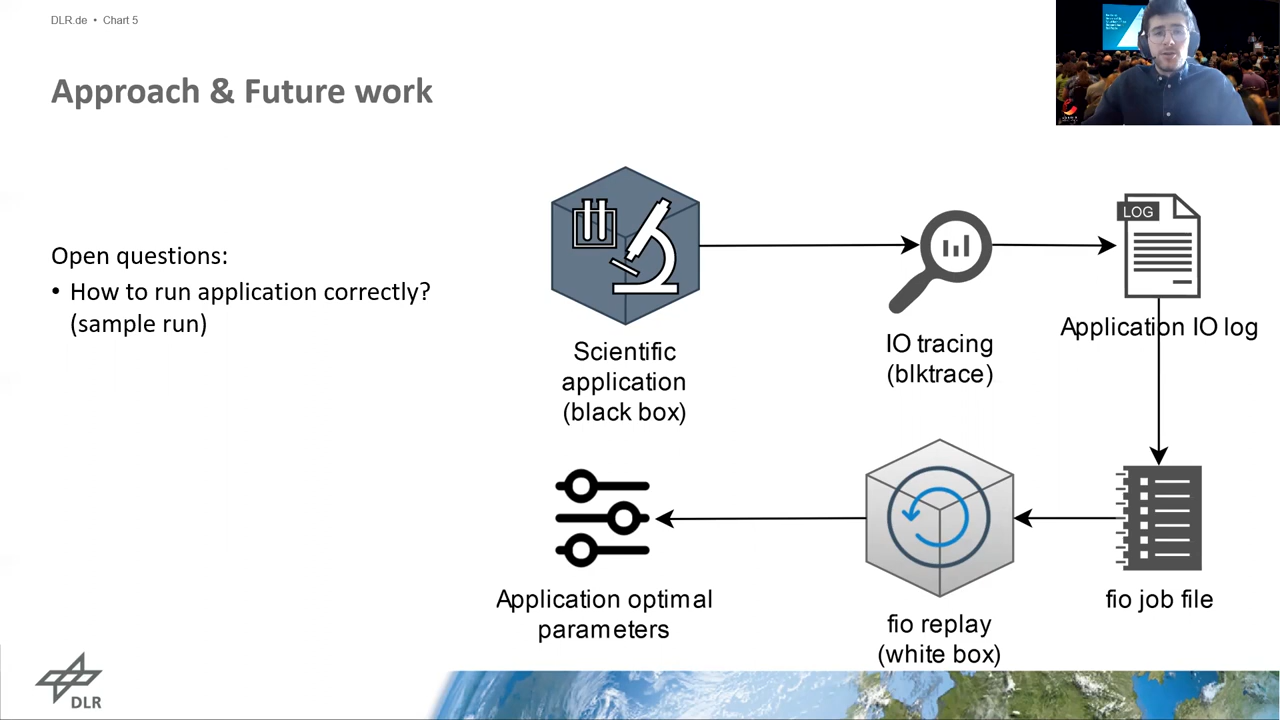 DLR.de • Chart 5
Approach & Future work
Open questions:
• How to run application correctly?
(sample run)
Scientific
application
(black box)
IO tracing
(blktrace)
LOG
Application IO log
Application optimal
parameters
fio replay
(white box)
fio job file
DLR